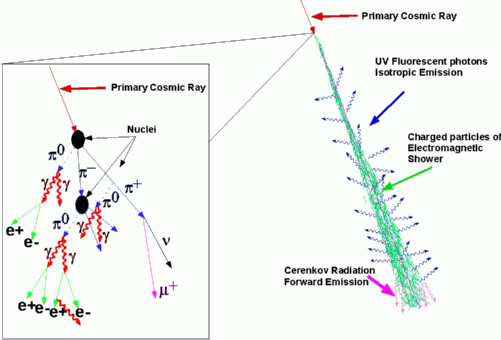 Primary Cosmic Ray
UV Fluorescent photons
Isotropic Emission
Charged particles of
Electromagnetic
Shower
Cerenkov Radiation
Forward Emission
Primary Cosmic Ray
Nuclei
π0
π−
π0
π+
γ γ
π0
γ γ
e+
e-
γ γ
ν
μ+
e+e-e+ e-